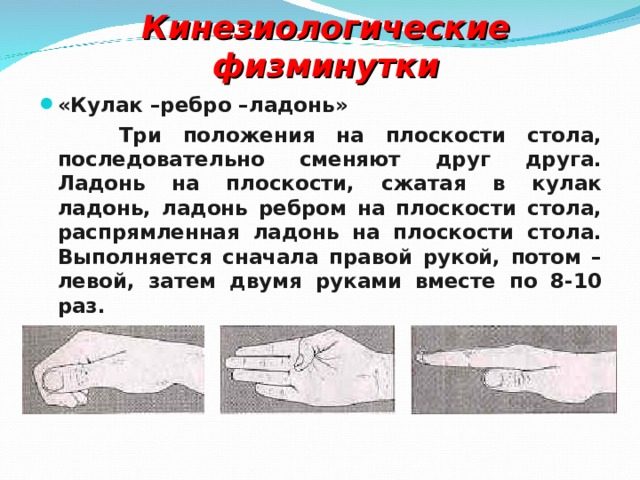 Кинезиологические
физминутки
«Кулак –ребро –ладонь»
Три положения на плоскости стола,
последовательно сменяют друг друга.
Ладонь на плоскости, сжатая в кулак
ладонь, ладонь ребром на плоскости стола,
распрямленная ладонь на плоскости стола.
Выполняется сначала правой рукой, потом –
левой, затем двумя руками вместе по 8-10
раз.